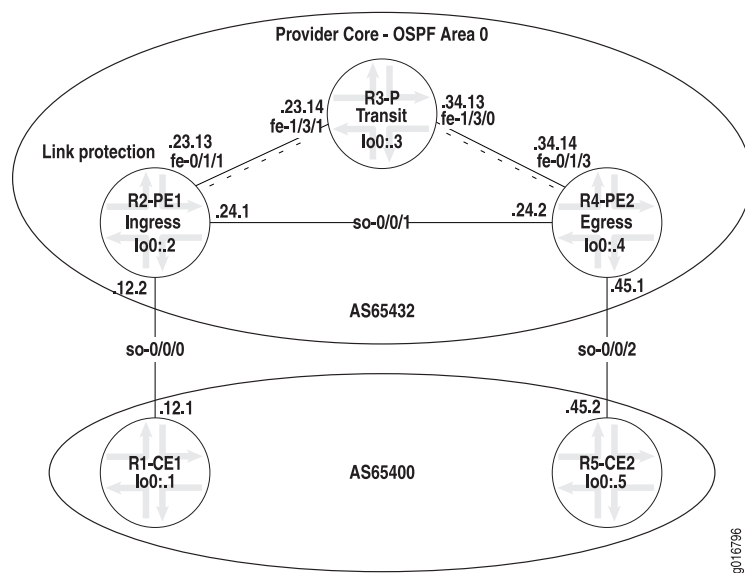 Provider Core - OSPF Area 0
.23.14
fe-1/3/1
R3-P
Transit
lo0:.3
.34.13
fe-1/3/0
Link protection
.23.13
fe-0/1/1
.34.14
fe-0/1/3
R2-PE1
Ingress
lo0:.2
.24.1
so-0/0/1
.24.2
R4-PE2
Egress
lo0:.4
.12.2
.45.1
AS65432
so-0/0/0
so-0/0/2
.12.1
.45.2
R1-CE1
lo0:.1
AS65400
R5-CE2
lo0:.5
g016796